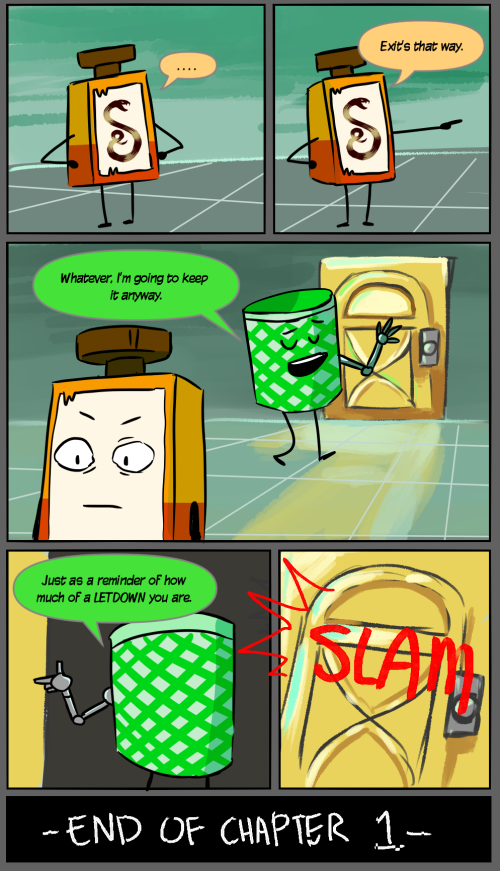 ....
Exit's that way.
Whatever, I'm going to keep
it anyway.
Just as a reminder of how
much of a LETDOWN you are.
SLAM
-END OF CHAPTER 1.-